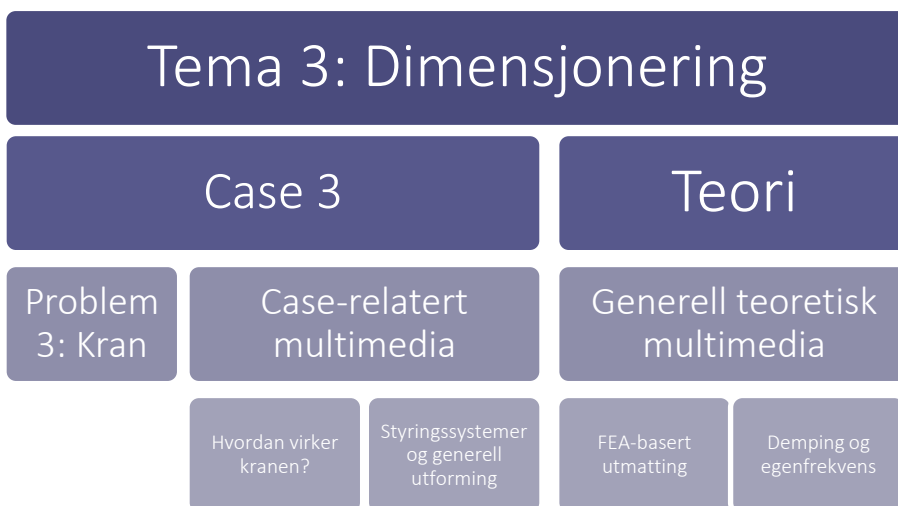 Tema 3: Dimensjonering
Case 3
Teori
Problem
3: Kran
Case-relatert
multimedia
Generell teoretisk
multimedia
Hvordan virker
kranen?
Styringssystemer
og generell
utforming
FEA-basert
utmatting
Demping og
egenfrekvens